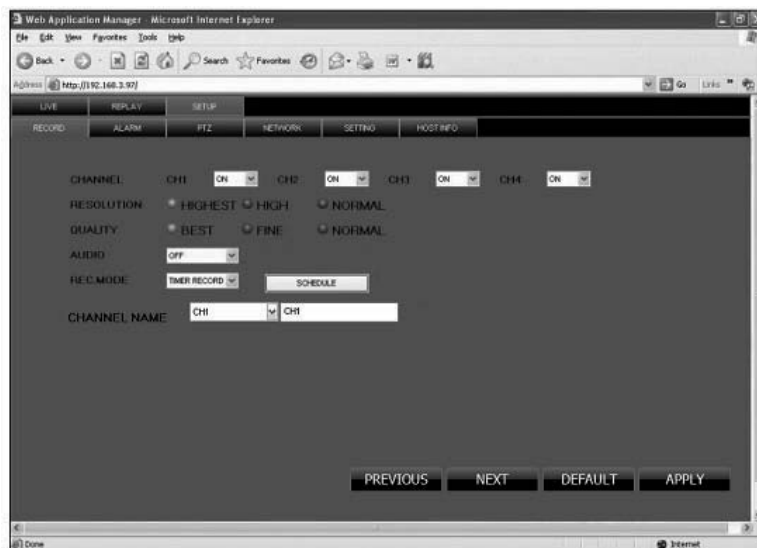 Web Application Manager - Microsoft Internet Explorer
File Edit View Favorites Tools Help
Back Search Favorites
Address http://192.168.3.97/ Go Links »
LIVE REPLAY SETUP
RECORD ALARM PTZ NETWORK SETTING HOST INFO
CHANNEL CH1 ON CH2 ON CH3 ON CH4 ON
RESOLUTION HIGHEST HIGH NORMAL
QUALITY BEST FINE NORMAL
AUDIO OFF
REC.MODE TIMER RECORD SCHEDULE
CHANNEL NAME CH1 CH1
PREVIOUS NEXT DEFAULT APPLY
Done Internet